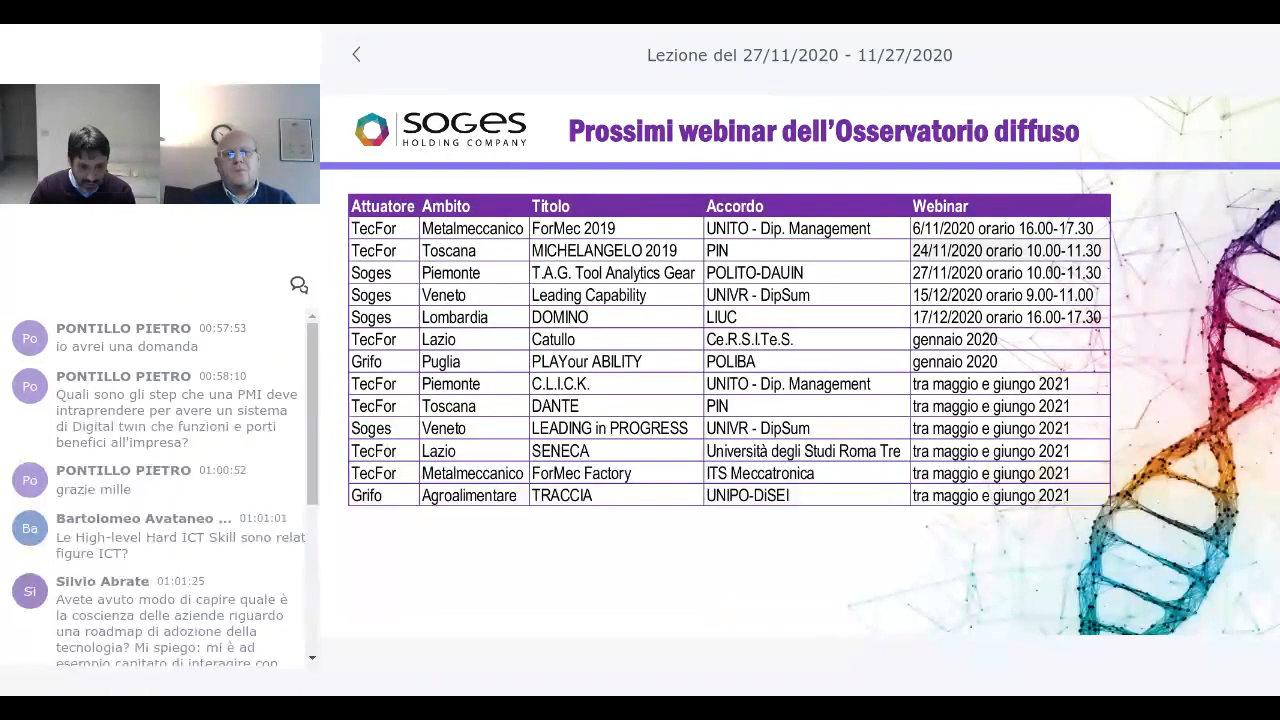 Lezione del 27/11/2020 - 11/27/2020
SOGES
HOLDING COMPANY
Prossimi webinar dell'Osservatorio diffuso
Attuatore Ambito Titolo Accordo Webinar
TecFor Metalmeccanico ForMec 2019 UNITO - Dip. Management 6/11/2020 orario 16.00-17.30
TecFor Toscana MICHELANGELO 2019 PIN 24/11/2020 orario 10.00-11.30
Soges Piemonte T.A.G. Tool Analytics Gear POLITO-DAUIN 27/11/2020 orario 10.00-11.30
Soges Veneto Leading Capability UNIVR - DipSum 15/12/2020 orario 9.00-11.00
Soges Lombardia DOMINO LIUC 17/12/2020 orario 16.00-17.30
TecFor Lazio Catullo Ce.R.S.I.Te.S. gennaio 2020
Grifo Puglia PLAYour ABILITY POLIBA gennaio 2020
TecFor Piemonte C.L.I.C.K. UNITO - Dip. Management tra maggio e giungo 2021
TecFor Toscana DANTE PIN tra maggio e giungo 2021
Soges Veneto LEADING in PROGRESS UNIVR - DipSum tra maggio e giungo 2021
TecFor Lazio SENECA Università degli Studi Roma Tre tra maggio e giungo 2021
TecFor Metalmeccanico ForMec Factory ITS Meccatronica tra maggio e giungo 2021
Grifo Agroalimentare TRACCIA UNIPO-DiSEI tra maggio e giungo 2021
Po
PONTILLO PIETRO 00:57:53
io avrei una domanda
Po
PONTILLO PIETRO 00:58:10
Quali sono gli step che una PMI deve
intraprendere per avere un sistema
di Digital twin che funzioni e porti
benefici all'impresa?
Po
PONTILLO PIETRO 01:00:52
grazie mille
Ba
Bartolomeo Avataneo ... 01:01:01
Le High-level Hard ICT Skill sono relat
figure ICT?
Si
Silvio Abrate 01:01:25
Avete avuto modo di capire quale è
la coscienza delle aziende riguardo
una roadmap di adozione della
tecnologia? Mi spiego: mi è ad
esempio capitato di interagire con